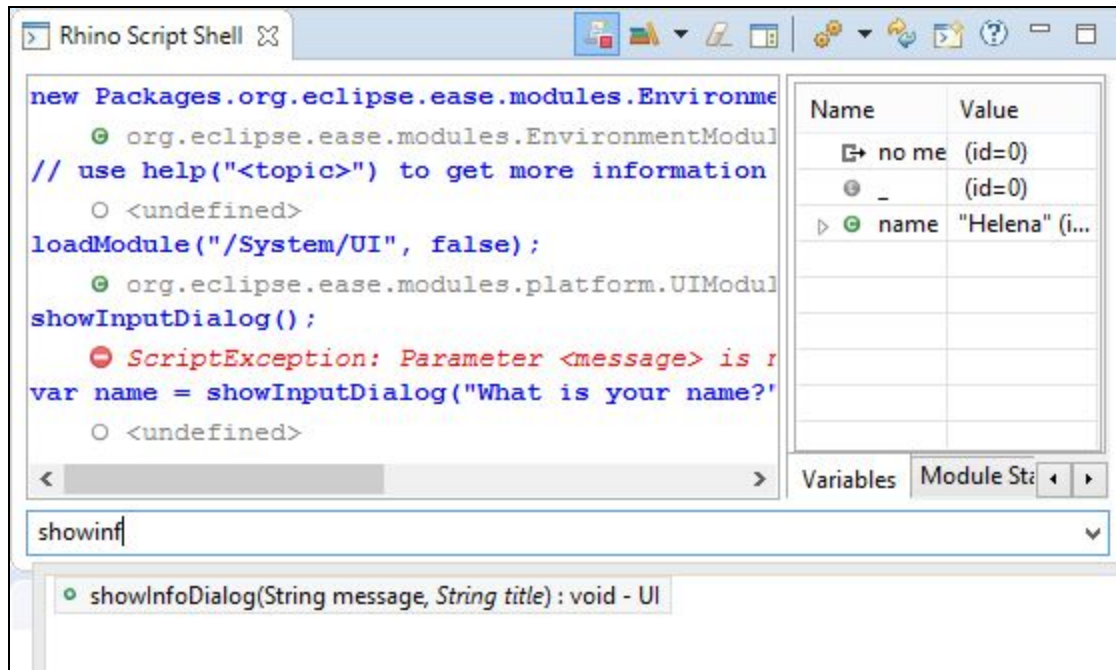 Rhino Script Shell
new Packages.org.eclipse.ease.modules.Environme
org.eclipse.ease.modules.EnvironmentModul
// use help("<topic>") to get more information
<undefined>
loadModule("/System/UI", false);
org.eclipse.ease.modules.platform.UIModul
showInputDialog();
ScriptException: Parameter <message> is r
var name = showInputDialog("What is your name?"
<undefined>
Name Value
no me (id=0)
_ (id=0)
name "Helena" (i...
Variables Module Sta
showinf
showInfoDialog(String message, String title) : void - UI